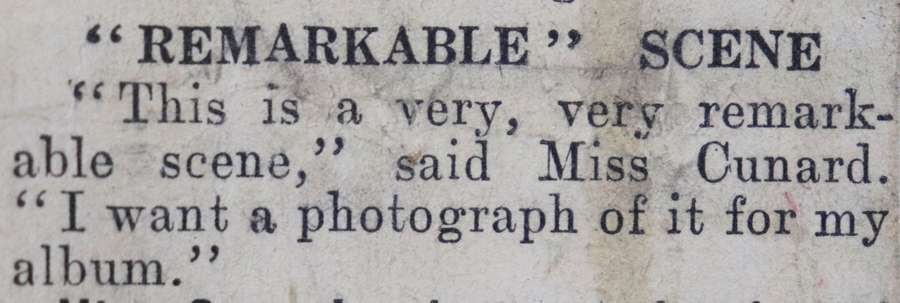 “REMARKABLE” SCENE
“This is a very, very remark-
able scene,” said Miss Cunard.
“I want a photograph of it for my
album.”